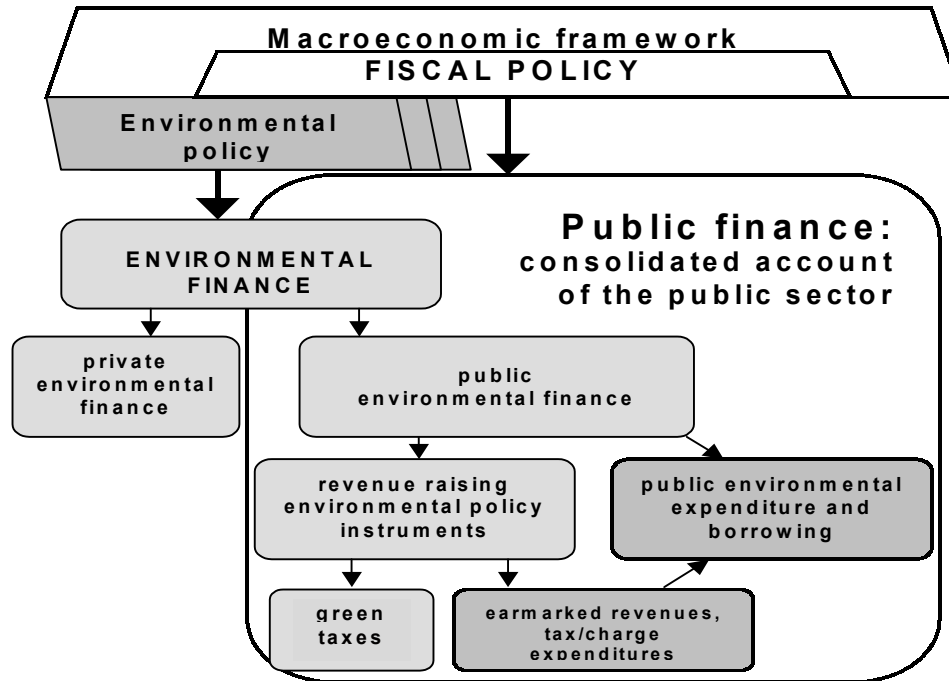 Macroeconomic framework
FISCAL POLICY
Environmental
policy
Public finance:
consolidated account
of the public sector
ENVIRONMENTAL
FINANCE
private
environmental
finance
public
environmental finance
revenue raising
environmental policy
instruments
public environmental
expenditure and
borrowing
green
taxes
earmarked revenues,
tax/charge
expenditures